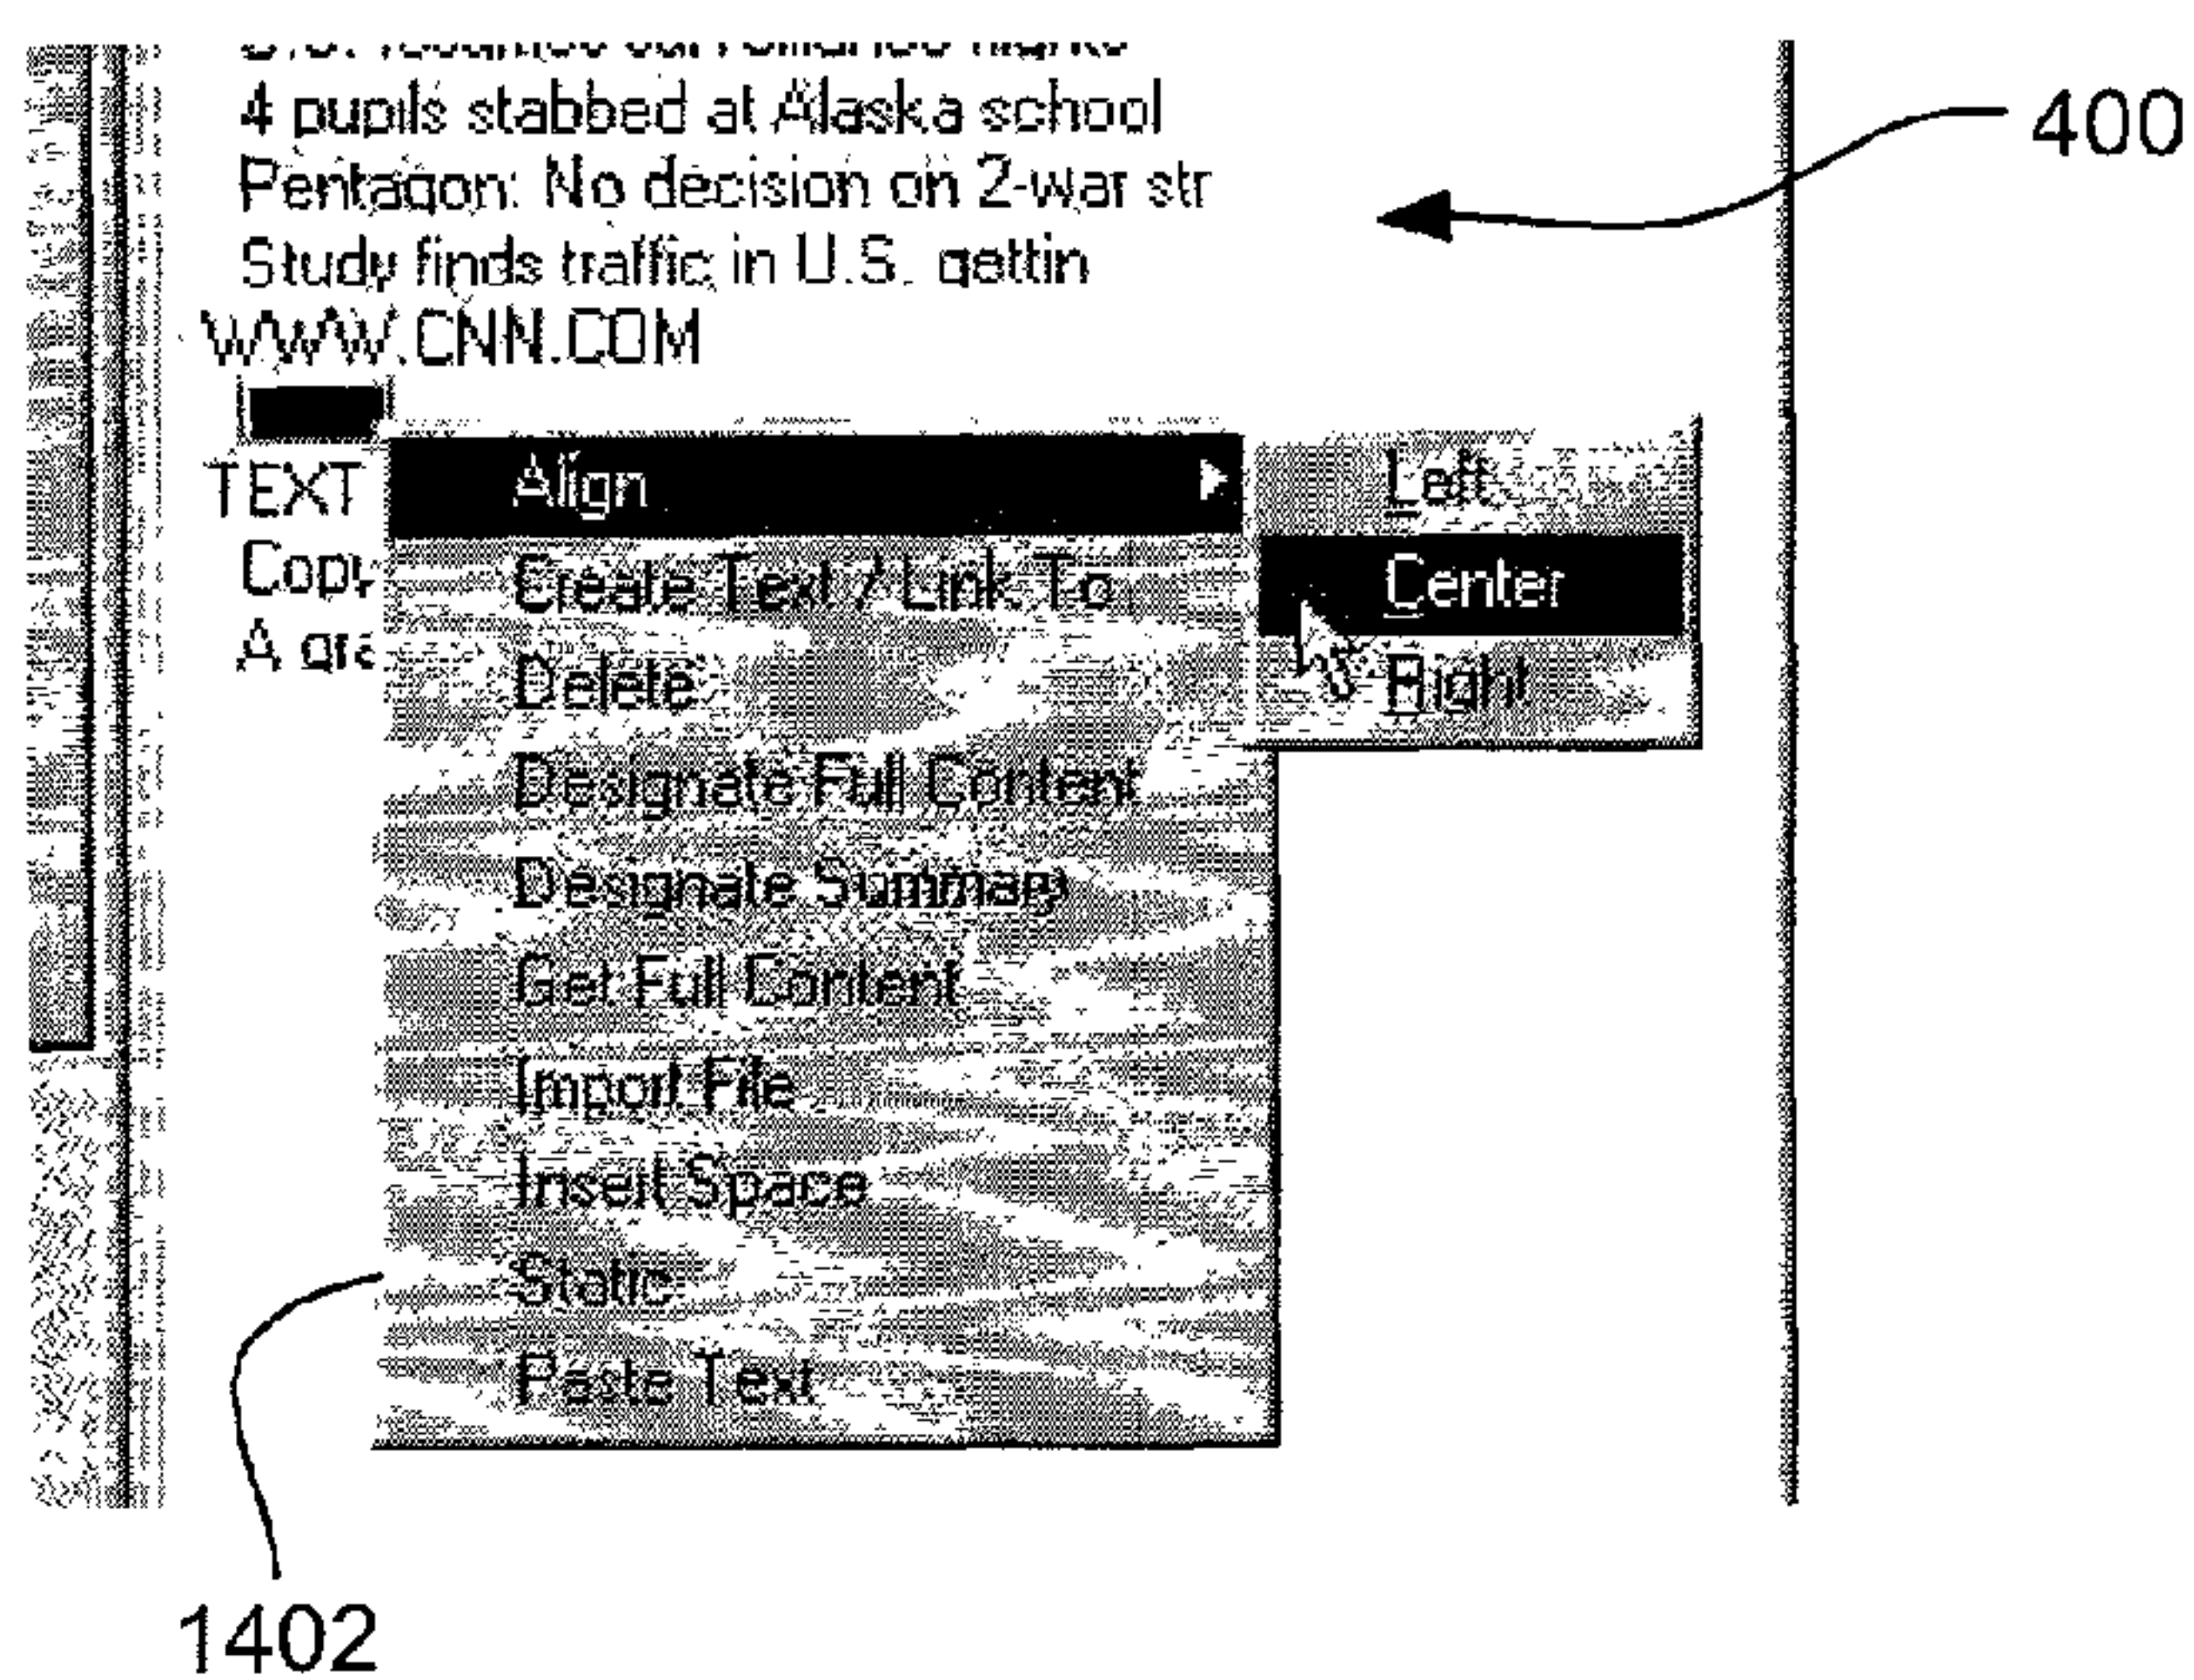 4 pupils stabbed at Alaska school
400
Pentagon: No decision on 2-war str
Study finds traffic in U.S. gettin
WWW.CNN.COM
TEXT
Align
Left
Copy
Create Text / Link To
Center
A gra
Delete
Right
Designate Full Content
Designate Summary
Get Full Content
Import File
Insert Space
Static
Paste Text
1402